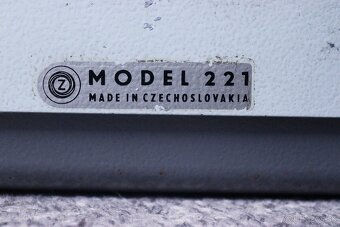 Z MODEL 221
MADE IN CZECHOSLOVAKIA